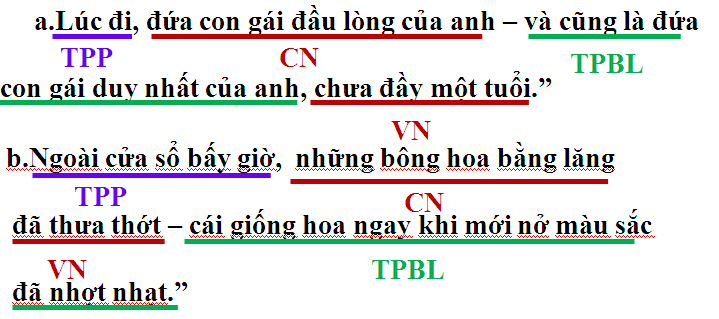 a.Lúc đi, đứa con gái đầu lòng của anh – và cũng là đứa
TPP CN TPBL
con gái duy nhất của anh, chưa đầy một tuổi.”
VN
b.Ngoài cửa sổ bấy giờ, những bông hoa bằng lăng
TPP CN
đã thưa thớt – cái giống hoa ngay khi mới nở màu sắc
VN TPBL
đã nhợt nhạt.”